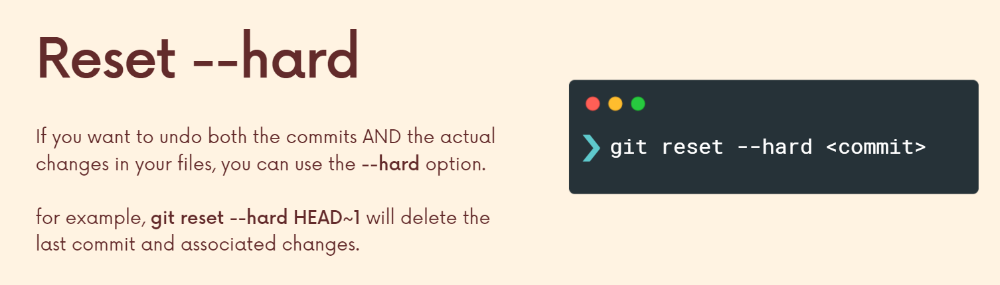 Reset --hard
If you want to undo both the commits AND the actual
changes in your files, you can use the --hard option.
for example, git reset --hard HEAD~1 will delete the
last commit and associated changes.
❯ git reset --hard <commit>